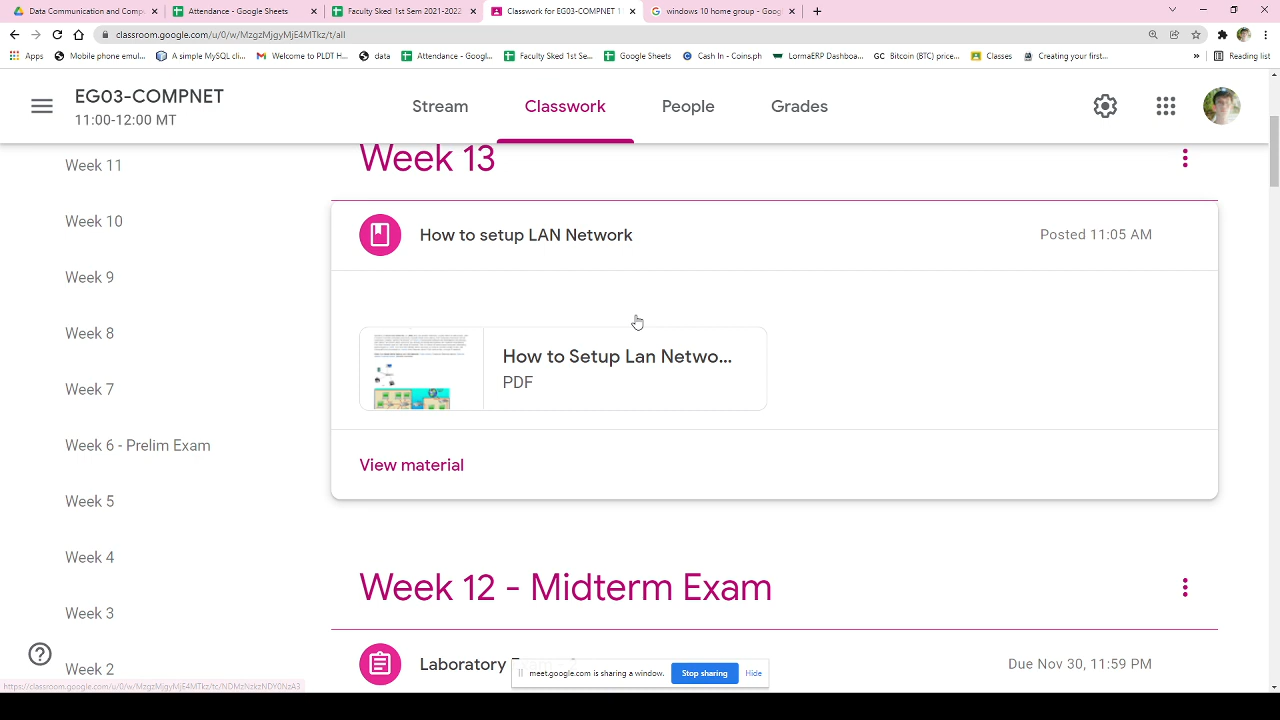 Data Communication and Comp
Attendance - Google Sheets
Faculty Sked 1st Sem 2021-2022
Classwork for EG03-COMPNET 1
windows 10 home group - Goog
classroom.google.com/u/0/w/MzgzMjgyMjE4MTkz/t/all
Apps
Mobile phone emul...
A simple MySQL cli...
Welcome to PLDT H...
data
Attendance - Googl...
Faculty Sked 1st Se...
Google Sheets
Cash In - Coins.ph
LormaERP Dashboa...
GC Bitcoin (BTC) price...
Classes
Creating your first...
»
Reading list
EG03-COMPNET
11:00-12:00 MT
Stream
Classwork
People
Grades
Week 11
Week 10
Week 9
Week 8
Week 7
Week 6 - Prelim Exam
Week 5
Week 4
Week 3
Week 2
Week 13
How to setup LAN Network
Posted 11:05 AM
How to Setup Lan Netwo...
PDF
View material
Week 12 - Midterm Exam
Laboratory
Due Nov 30, 11:59 PM
meet.google.com is sharing a window.
Stop sharing
Hide